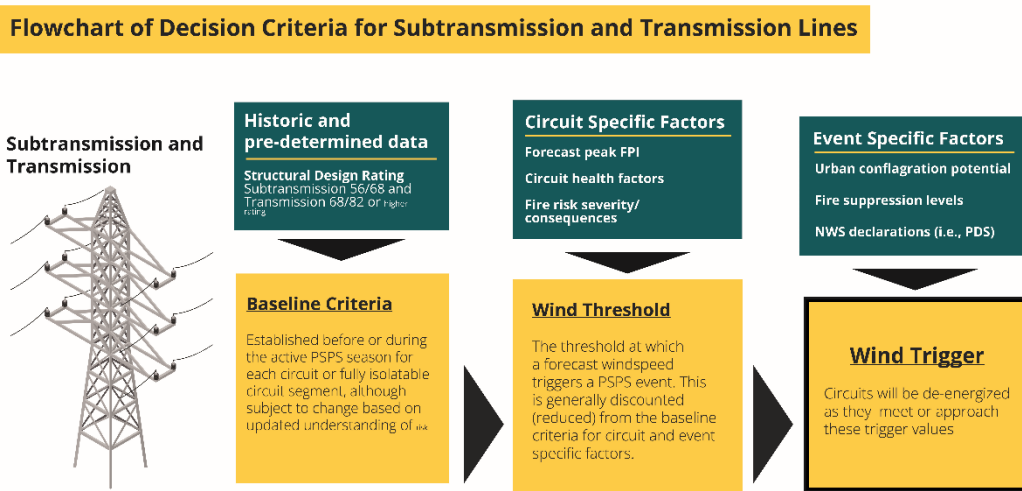 Flowchart of Decision Criteria for Subtransmission and Transmission Lines
Subtransmission and
Transmission
Historic and
pre-determined data
Structural Design Rating
Subtransmission 56/68 and
Transmission 68/82 or higher
rating
Baseline Criteria
Established before or during
the active PSPS season for
each circuit or fully isolatable
circuit segment, although
subject to change based on
updated understanding of risk
Circuit Specific Factors
Forecast peak FPI
Circuit health factors
Fire risk severity/
consequences
Wind Threshold
The threshold at which
a forecast windspeed
triggers a PSPS event. This
is generally discounted
(reduced) from the baseline
criteria for circuit and event
specific factors.
Event Specific Factors
Urban conflagration potential
Fire suppression levels
NWS declarations (i.e., PDS)
Wind Trigger
Circuits will be de-energized
as they meet or approach
these trigger values